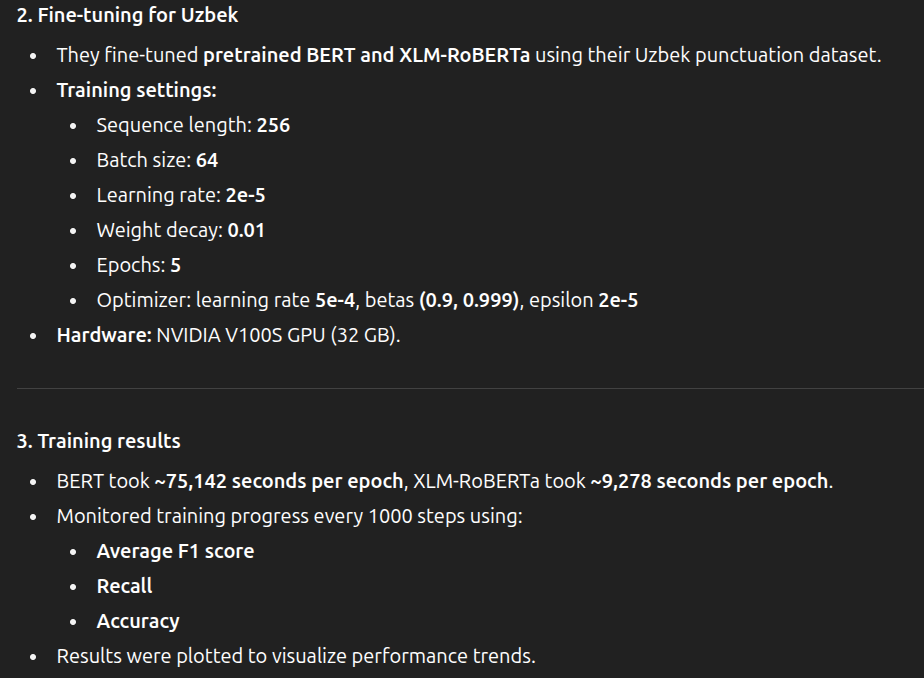 2. Fine-tuning for Uzbek
• They fine-tuned pretrained BERT and XLM-RoBERTa using their Uzbek punctuation dataset.
• Training settings:
• Sequence length: 256
• Batch size: 64
• Learning rate: 2e-5
• Weight decay: 0.01
• Epochs: 5
• Optimizer: learning rate 5e-4, betas (0.9, 0.999), epsilon 2e-5
• Hardware: NVIDIA V100S GPU (32 GB).
3. Training results
• BERT took ~75,142 seconds per epoch, XLM-RoBERTa took ~9,278 seconds per epoch.
• Monitored training progress every 1000 steps using:
• Average F1 score
• Recall
• Accuracy
• Results were plotted to visualize performance trends.